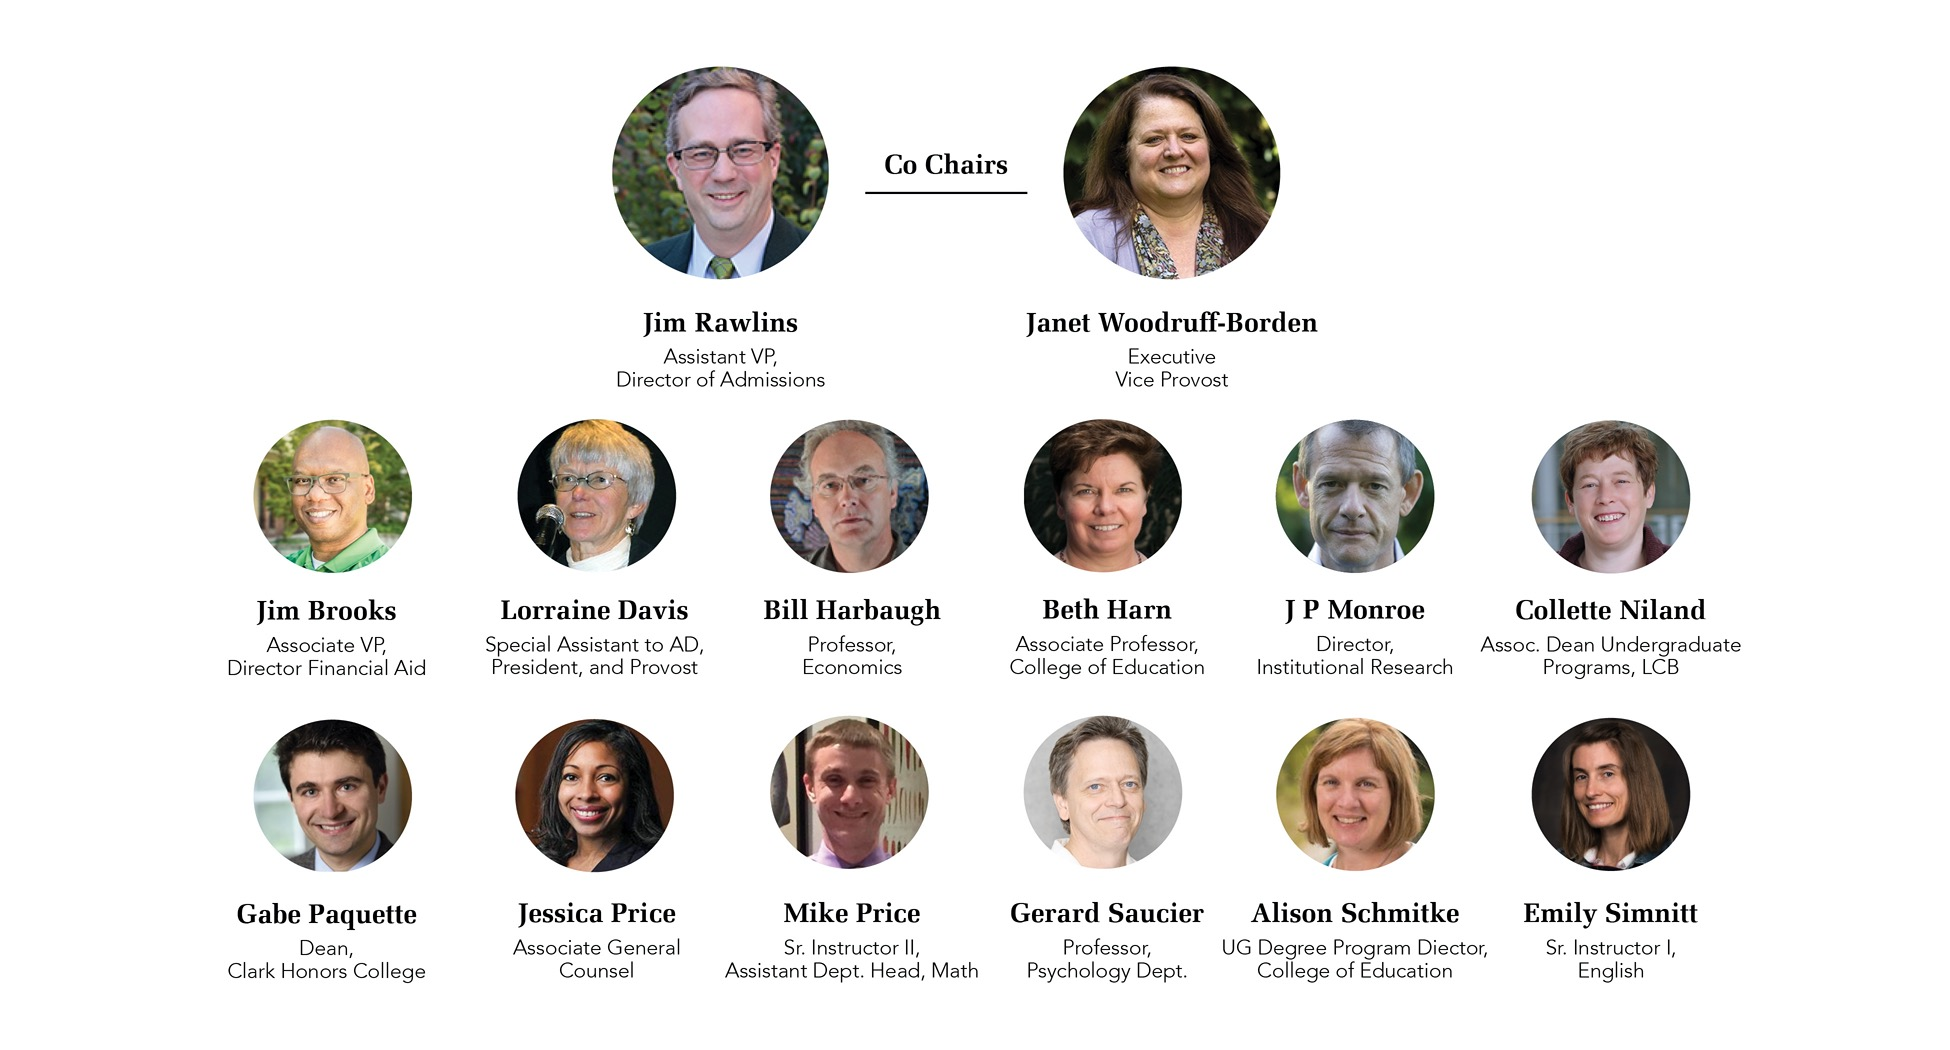 Co Chairs
Jim Rawlins
Assistant VP,
Director of Admissions
Janet Woodruff-Borden
Executive
Vice Provost
Jim Brooks
Associate VP,
Director Financial Aid
Lorraine Davis
Special Assistant to AD,
President, and Provost
Bill Harbaugh
Professor,
Economics
Beth Harn
Associate Professor,
College of Education
J P Monroe
Director,
Institutional Research
Collette Niland
Assoc. Dean Undergraduate
Programs, LCB
Gabe Paquette
Dean,
Clark Honors College
Jessica Price
Associate General
Counsel
Mike Price
Sr. Instructor II,
Assistant Dept. Head, Math
Gerard Saucier
Professor,
Psychology Dept.
Alison Schmitke
UG Degree Program Diector,
College of Education
Emily Simnitt
Sr. Instructor I,
English